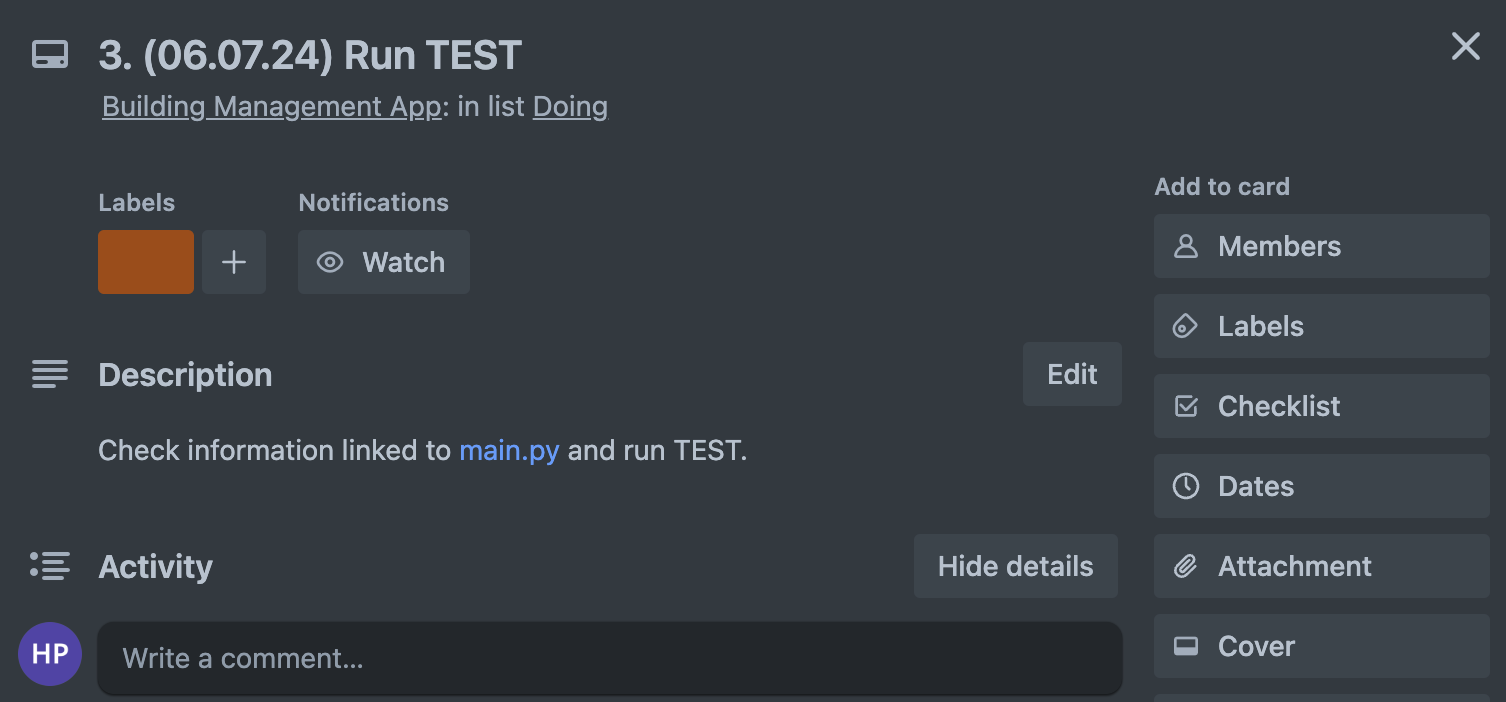 3. (06.07.24) Run TEST
Building Management App: in list Doing
Labels
Notifications
Watch
Description
Edit
Check information linked to main.py and run TEST.
Activity
Hide details
HP
Write a comment...
Add to card
Members
Labels
Checklist
Dates
Attachment
Cover